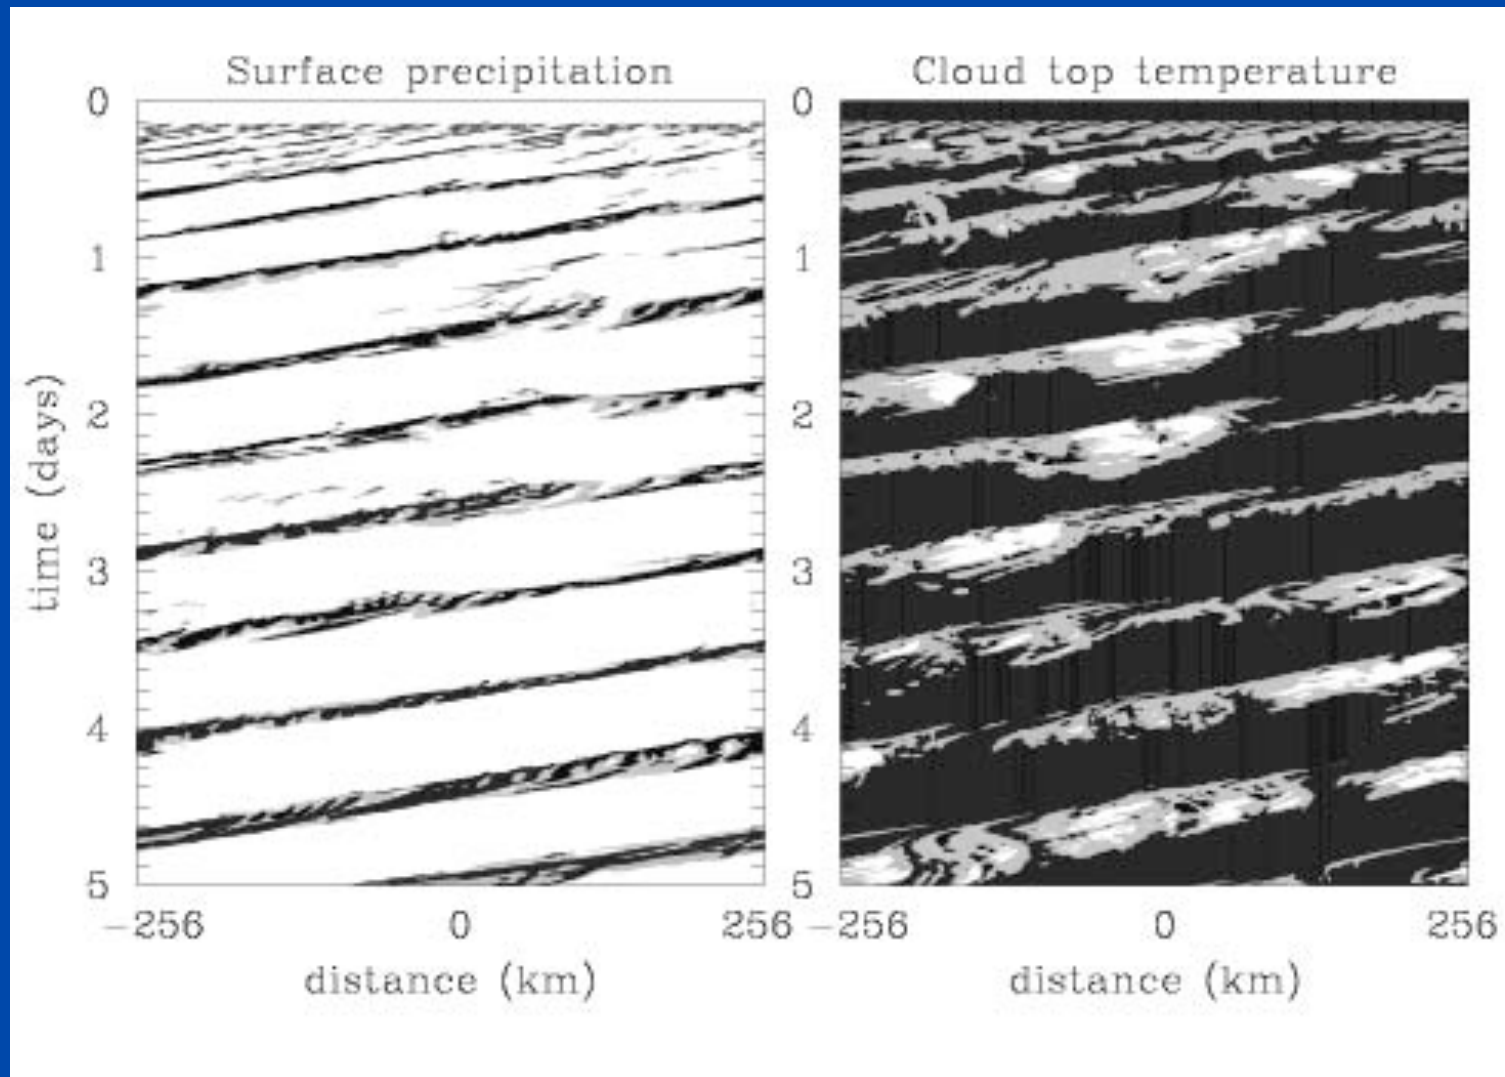 Surface precipitation
Cloud top temperature
0
1
2
3
4
5
time (days)
-256 0 256
distance (km)
0
1
2
3
4
5
-256 0 256
distance (km)